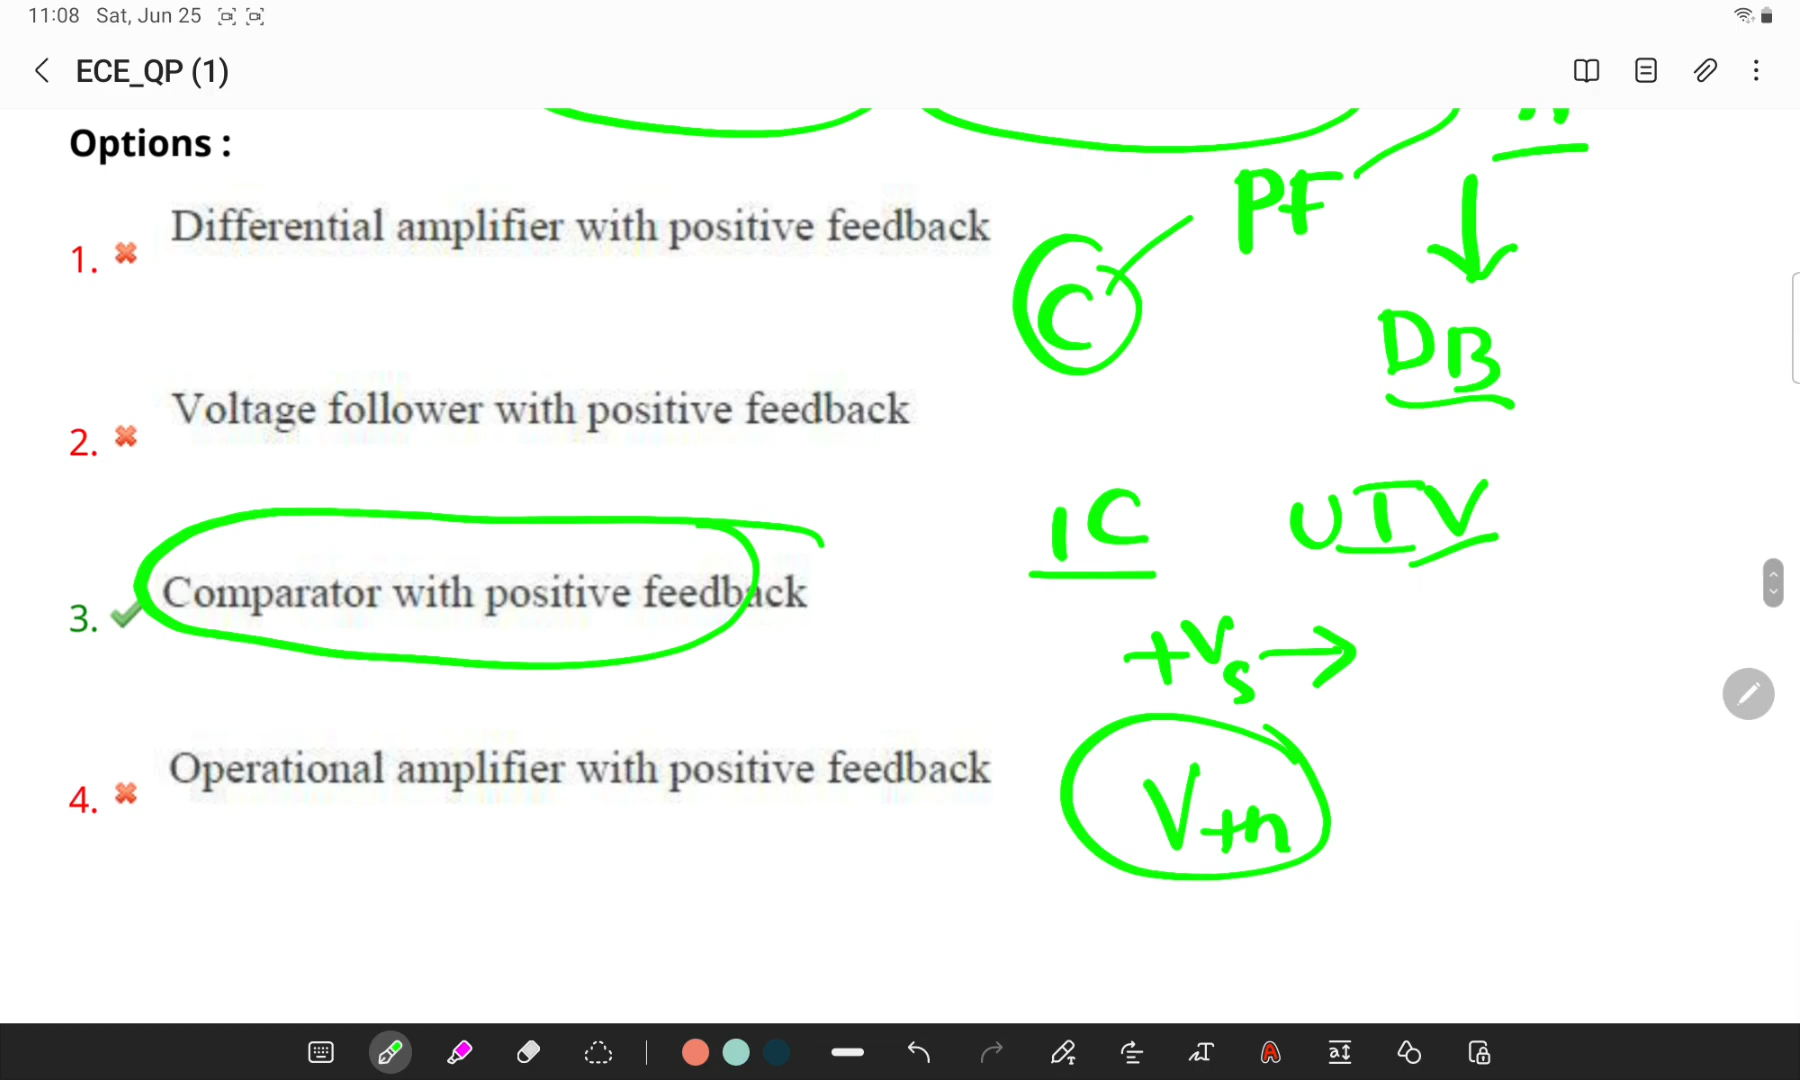 11:08 Sat, Jun 25
ECE_QP (1)
Options :
1. Differential amplifier with positive feedback
2. Voltage follower with positive feedback
3. Comparator with positive feedback
4. Operational amplifier with positive feedback
PF
C
DB
IC UTV
+Vs →
V+h